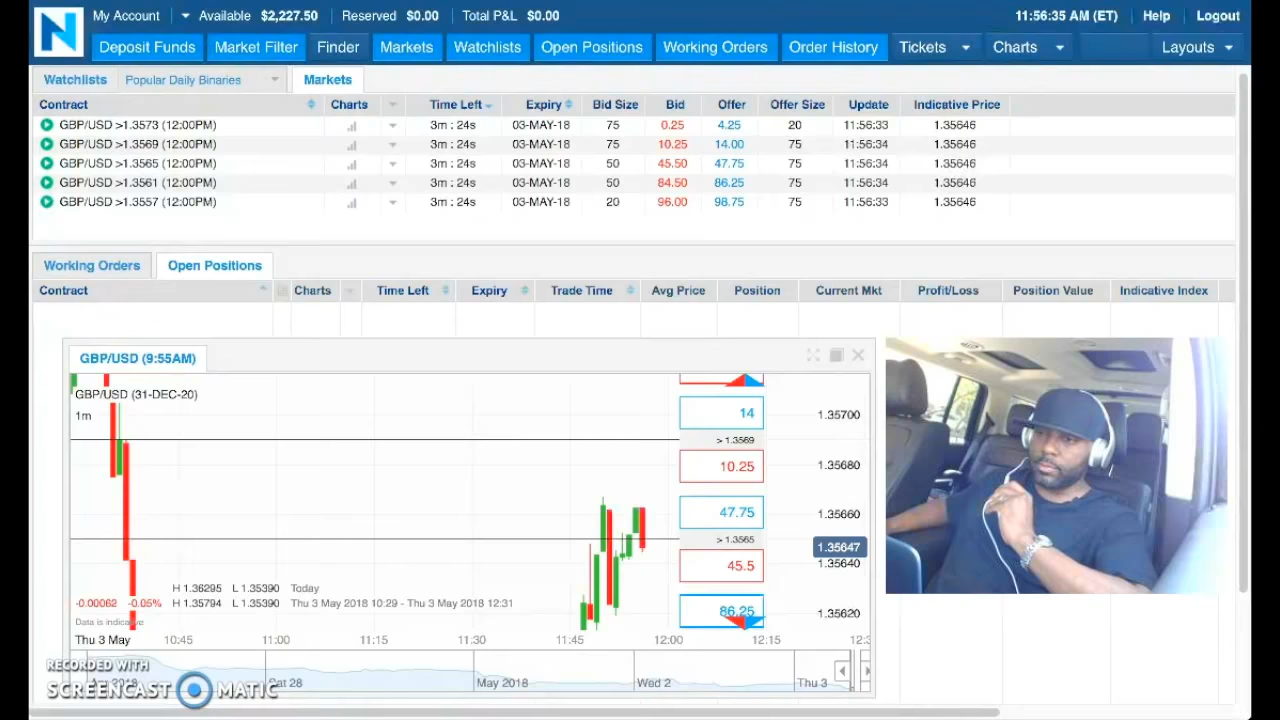 My Account Available $2,227.50 Reserved $0.00 Total P&L $0.00 11:56:35 AM (ET) Help Logout
N
Deposit Funds Market Filter Finder Markets Watchlists Open Positions Working Orders Order History Tickets Charts Layouts
Watchlists Popular Daily Binaries Markets
Contract Charts Time Left Expiry Bid Size Bid Offer Offer Size Update Indicative Price
GBP/USD >1.3573 (12:00PM) 3m : 24s 03-MAY-18 75 0.25 4.25 20 11:56:33 1.35646
GBP/USD >1.3569 (12:00PM) 3m : 24s 03-MAY-18 75 10.25 14.00 75 11:56:34 1.35646
GBP/USD >1.3565 (12:00PM) 3m : 24s 03-MAY-18 50 45.50 47.75 75 11:56:34 1.35646
GBP/USD >1.3561 (12:00PM) 3m : 24s 03-MAY-18 50 84.50 86.25 75 11:56:34 1.35646
GBP/USD >1.3557 (12:00PM) 3m : 24s 03-MAY-18 20 96.00 98.75 75 11:56:33 1.35646
Working Orders Open Positions
Contract Charts Time Left Expiry Trade Time Avg Price Position Current Mkt Profit/Loss Position Value Indicative Index
GBP/USD (9:55AM)
GBP/USD (31-DEC-20)
1m
14 1.35700
> 1.3569
10.25 1.35680
47.75 1.35660
> 1.3565
1.35647
45.5 1.35640
H 1.36295 L 1.35390 Today
-0.00062 -0.05% H 1.35794 L 1.35390 Thu 3 May 2018 10:29 - Thu 3 May 2018 12:31
86.25 1.35620
Data is indicative
Thu 3 May 10:45 11:00 11:15 11:30 11:45 12:00 12:15 12:3
RECORDED WITH
SCREENCAST MATIC
2018 Sat 28 May 2018 Wed 2 Thu 3